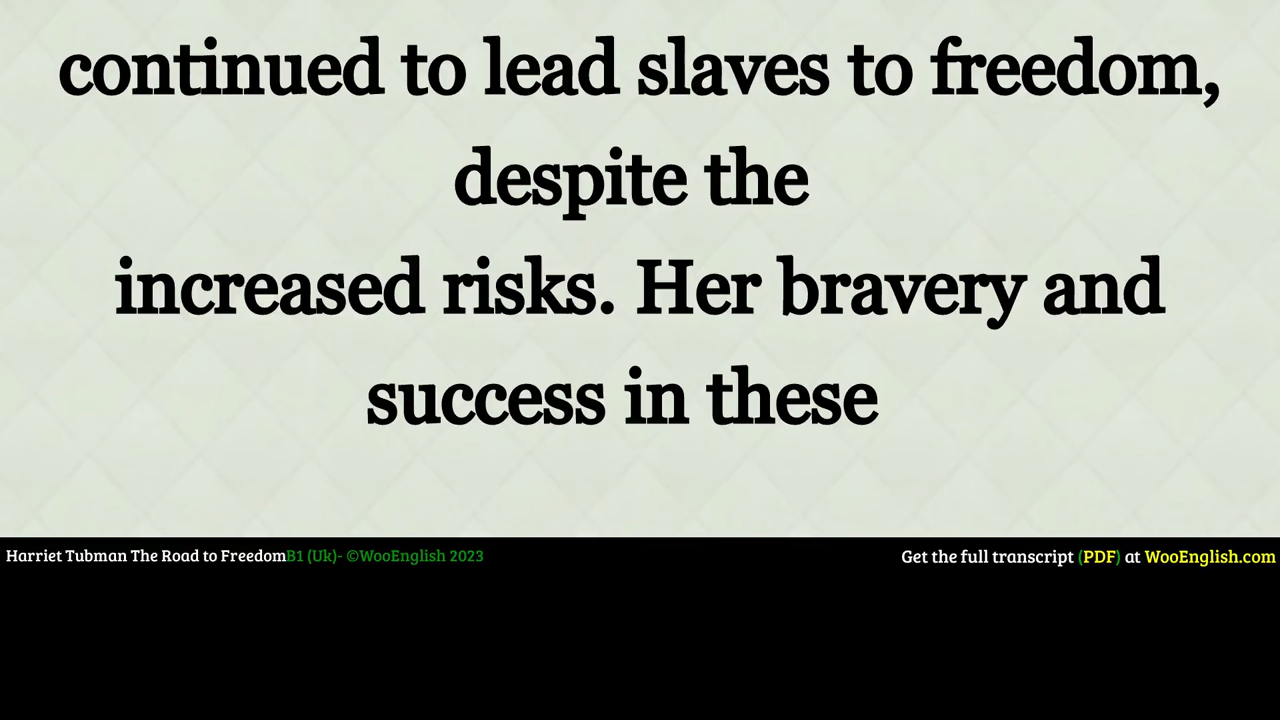 continued to lead slaves to freedom,
despite the
increased risks. Her bravery and
success in these
Harriet Tubman The Road to FreedomB1 (Uk)- ©WooEnglish 2023
Get the full transcript (PDF) at WooEnglish.com